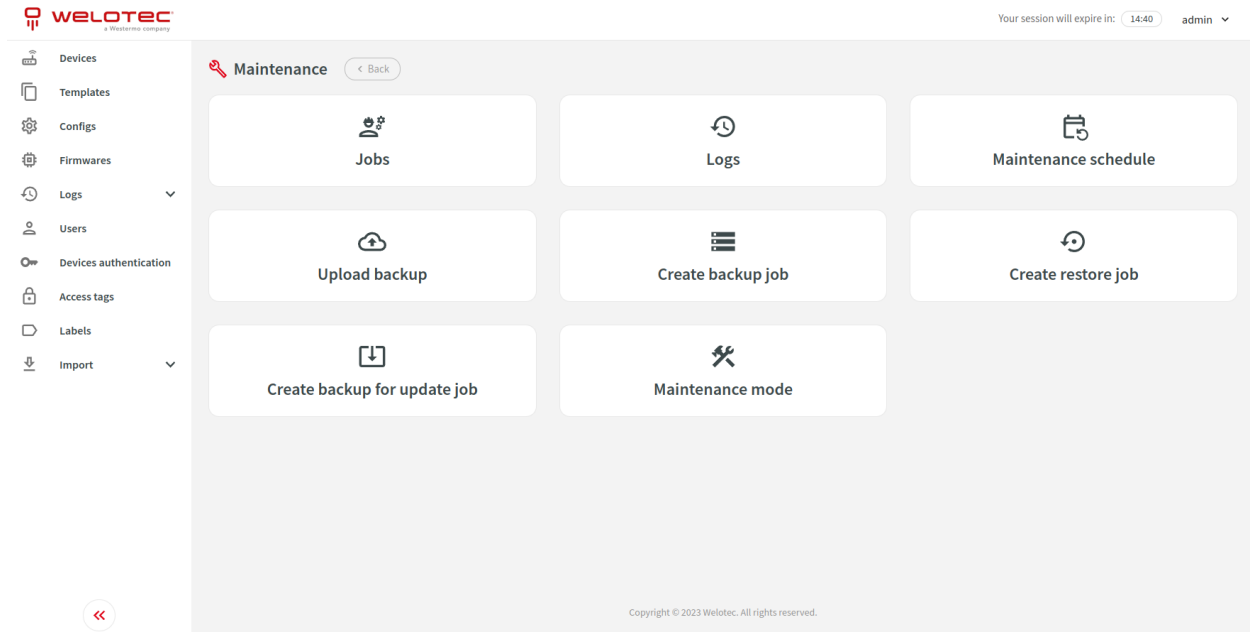 WELOTEC
a Westermo company
Your session will expire in: 14:40 admin
Devices
Templates
Configs
Firmwares
Logs
Users
Devices authentication
Access tags
Labels
Import
Maintenance
Back
Jobs
Logs
Maintenance schedule
Upload backup
Create backup job
Create restore job
Create backup for update job
Maintenance mode
Copyright © 2023 Welotec. All rights reserved.